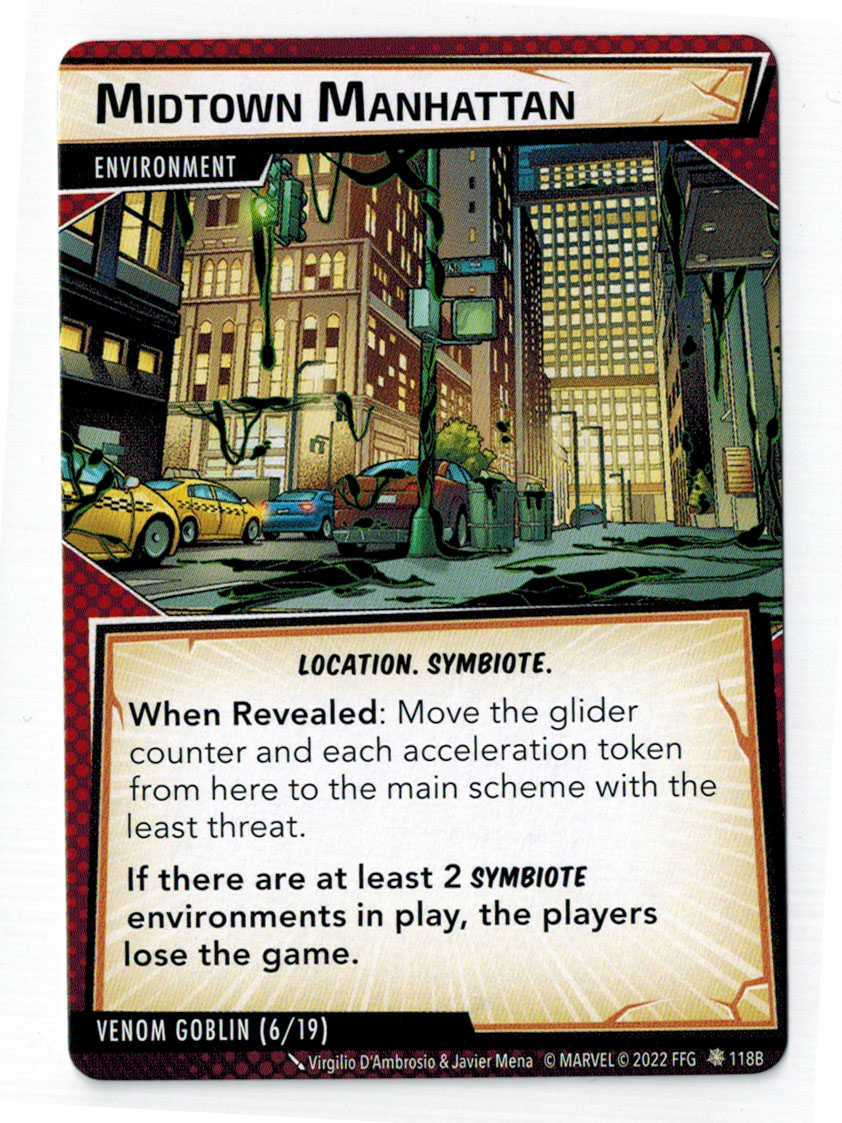 MIDTOWN MANHATTAN
ENVIRONMENT
LOCATION. SYMBIOTE.
When Revealed: Move the glider
counter and each acceleration token
from here to the main scheme with the
least threat.
If there are at least 2 SYMBIOTE
environments in play, the players
lose the game.
VENOM GOBLIN (6/19)
Virgilio D'Ambrosio & Javier Mena © MARVEL © 2022 FFG 118B